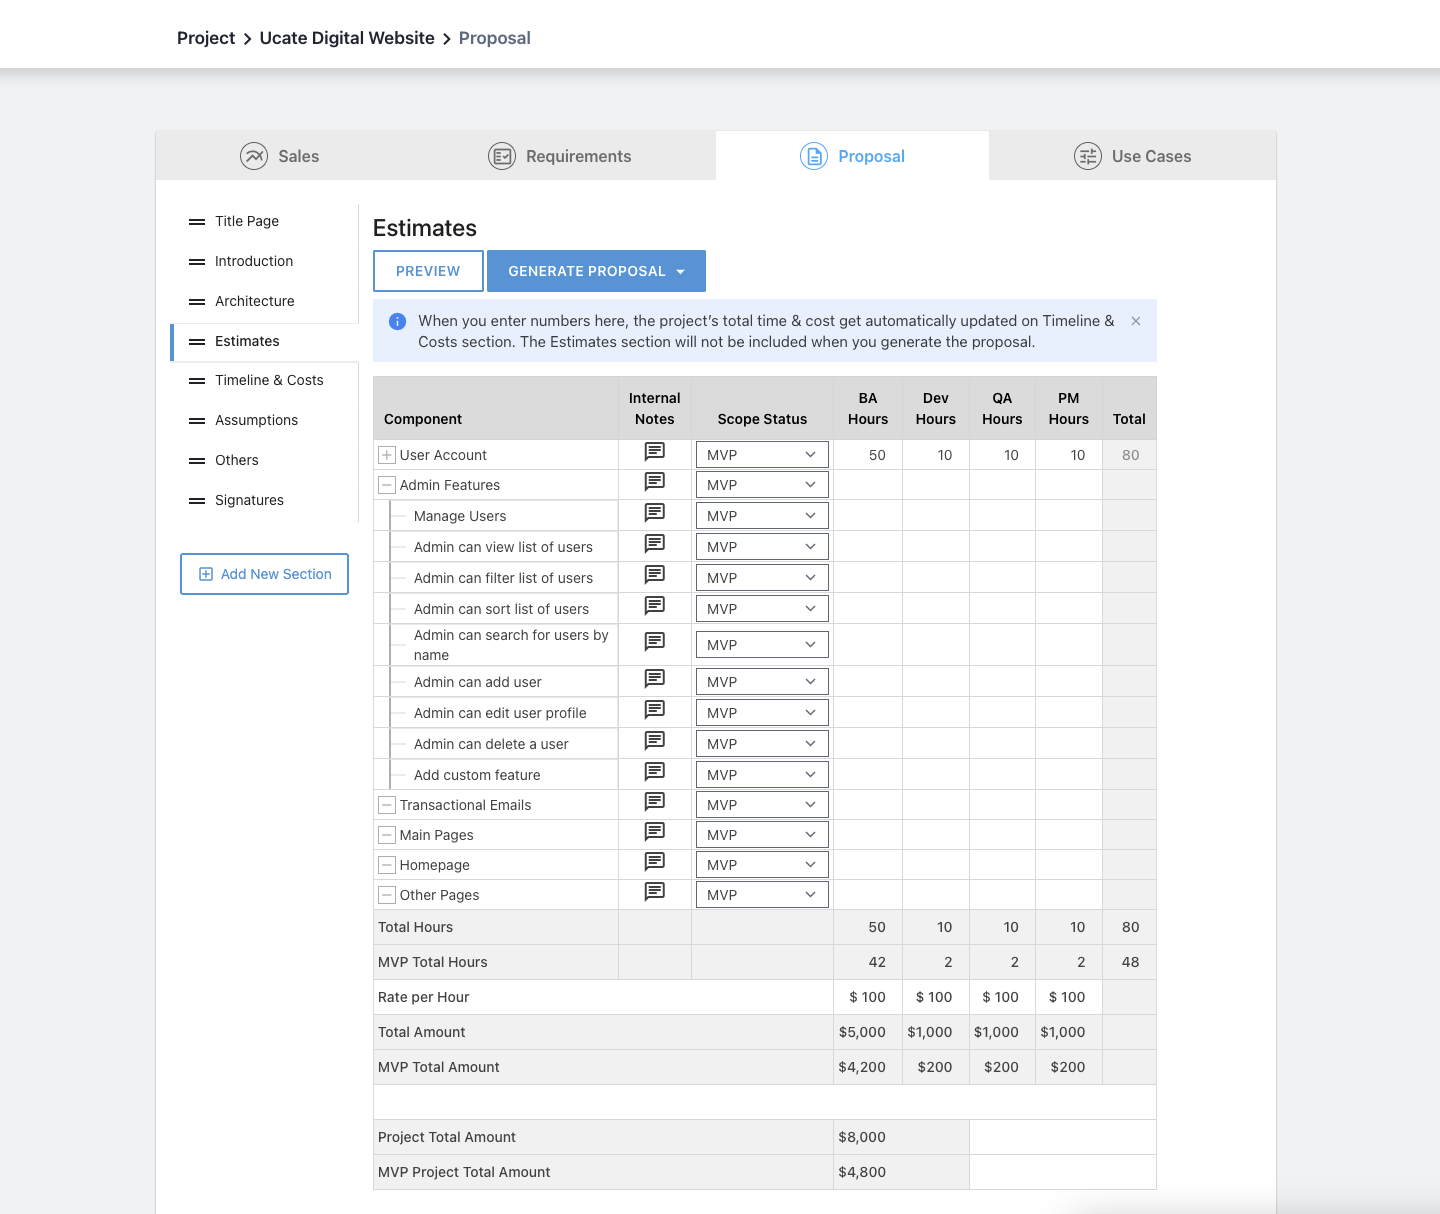 Project > Ucate Digital Website > Proposal
Sales Requirements Proposal Use Cases
Title Page
Introduction
Architecture
Estimates
Timeline & Costs
Assumptions
Others
Signatures
Add New Section
Estimates
PREVIEW GENERATE PROPOSAL
When you enter numbers here, the project's total time & cost get automatically updated on Timeline &
Costs section. The Estimates section will not be included when you generate the proposal.
Component Internal Notes Scope Status BA Hours Dev Hours QA Hours PM Hours Total
User Account MVP 50 10 10 10 80
Admin Features MVP
Manage Users MVP
Admin can view list of users MVP
Admin can filter list of users MVP
Admin can sort list of users MVP
Admin can search for users by
name MVP
Admin can add user MVP
Admin can edit user profile MVP
Admin can delete a user MVP
Add custom feature MVP
Transactional Emails MVP
Main Pages MVP
Homepage MVP
Other Pages MVP
Total Hours 50 10 10 10 80
MVP Total Hours 42 2 2 2 48
Rate per Hour $ 100 $ 100 $ 100 $ 100
Total Amount $5,000 $1,000 $1,000 $1,000
MVP Total Amount $4,200 $200 $200 $200
Project Total Amount $8,000
MVP Project Total Amount $4,800